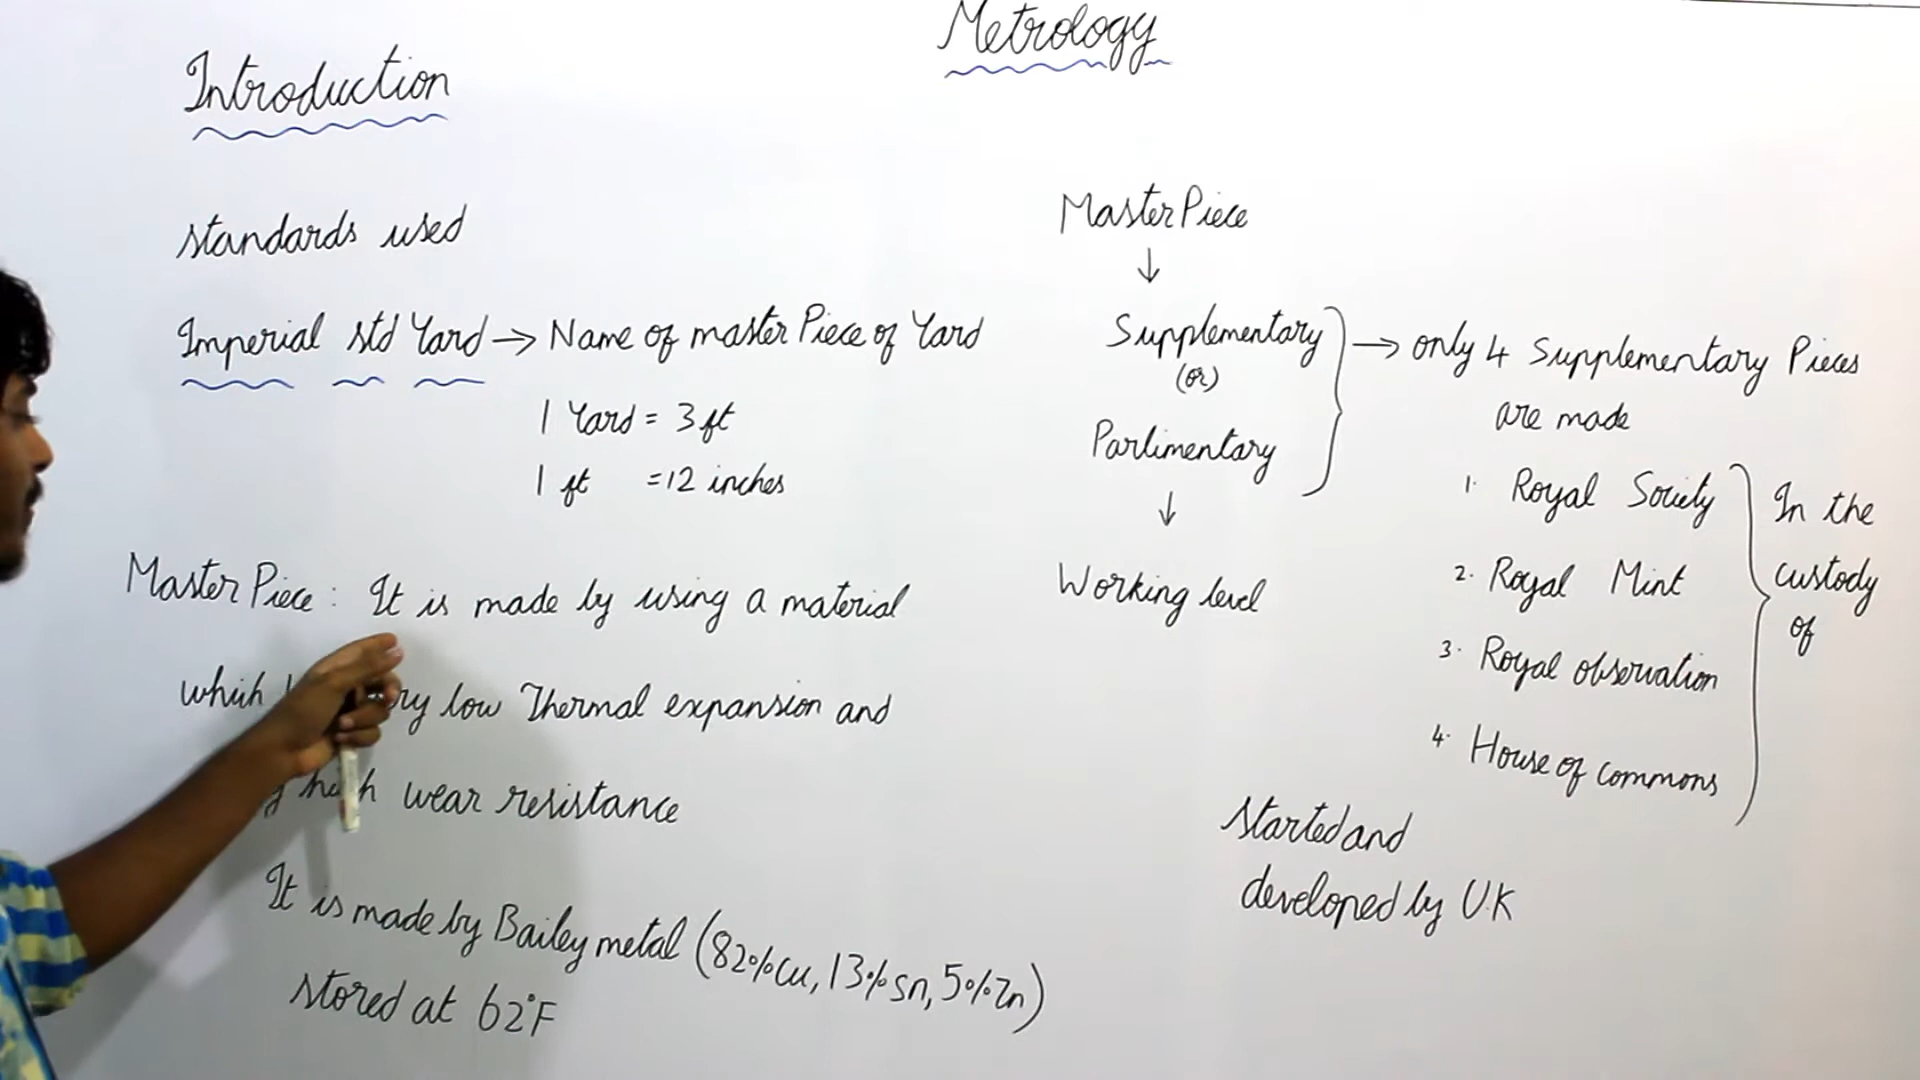 Metrology
Introduction
standards used
Imperial std Yard → Name of master Piece of Yard
1 Yard = 3 ft
1 ft = 12 inches
Master Piece : It is made by using a material
which low Thermal expansion and
high wear resistance
It is made by Bailey metal (82%Cu, 13%Sn, 5%Zn)
stored at 62°F
Master Piece
↓
Supplementary
(or)
Parlimentary
↓
Working level
→ only 4 Supplementary Pieces
are made
1. Royal Society
2. Royal Mint
3. Royal observation
4. House of commons
In the
custody
of
started and
developed by U.K